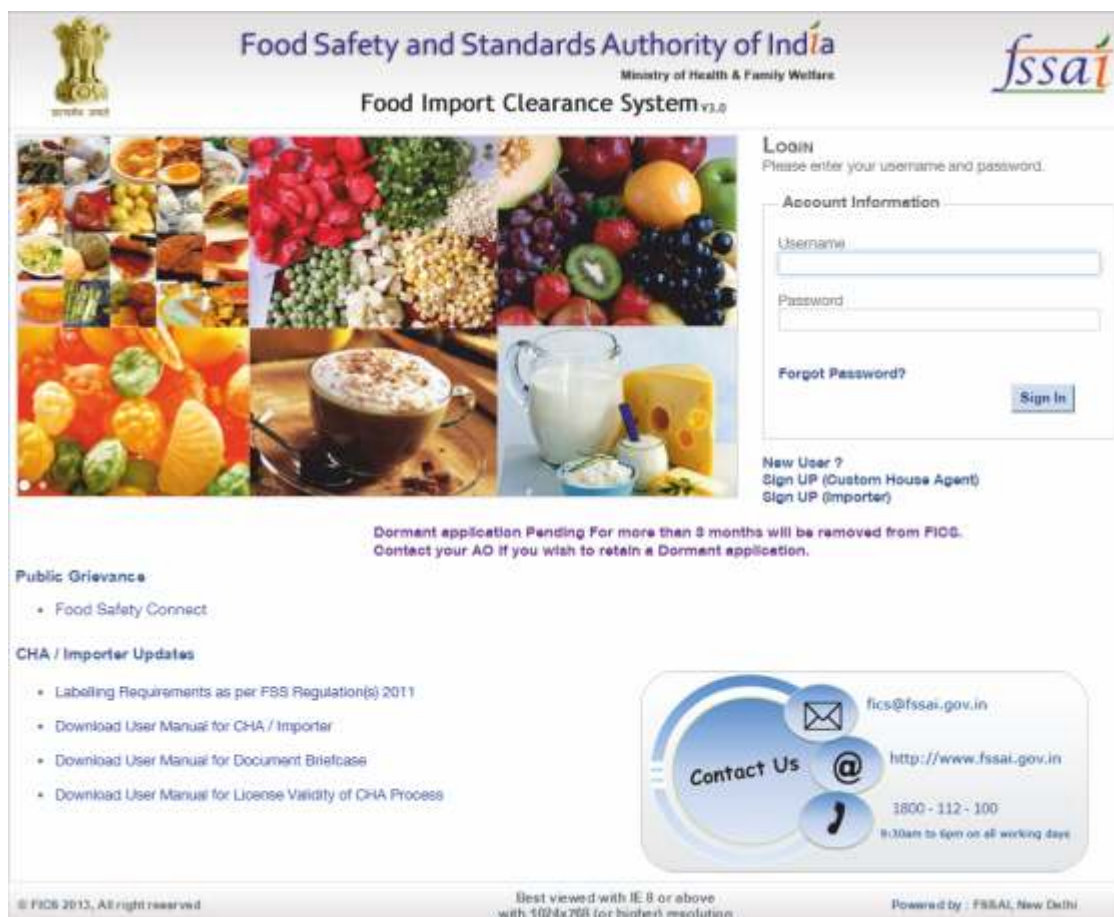 Food Safety and Standards Authority of India
Ministry of Health & Family Welfare
Food Import Clearance System V3.0
fssai
सत्यमेव जयते
LOGIN
Please enter your username and password.
Account Information
Username
Password
Forgot Password?
Sign In
New User ?
Sign UP (Custom House Agent)
Sign UP (Importer)
Dormant application Pending For more than 3 months will be removed from FICS.
Contact your AO if you wish to retain a Dormant application.
Public Grievance
• Food Safety Connect
CHA / Importer Updates
• Labelling Requirements as per FSS Regulation(s) 2011
• Download User Manual for CHA / Importer
• Download User Manual for Document Briefcase
• Download User Manual for License Validity of CHA Process
Contact Us
fics@fssai.gov.in
@
http://www.fssai.gov.in
1800 - 112 - 100
9:30am to 6pm on all working days
© FICS 2013, All right reserved
Best viewed with IE 8 or above
with 1024x768 (or higher) resolution
Powered by : FSSAI, New Delhi